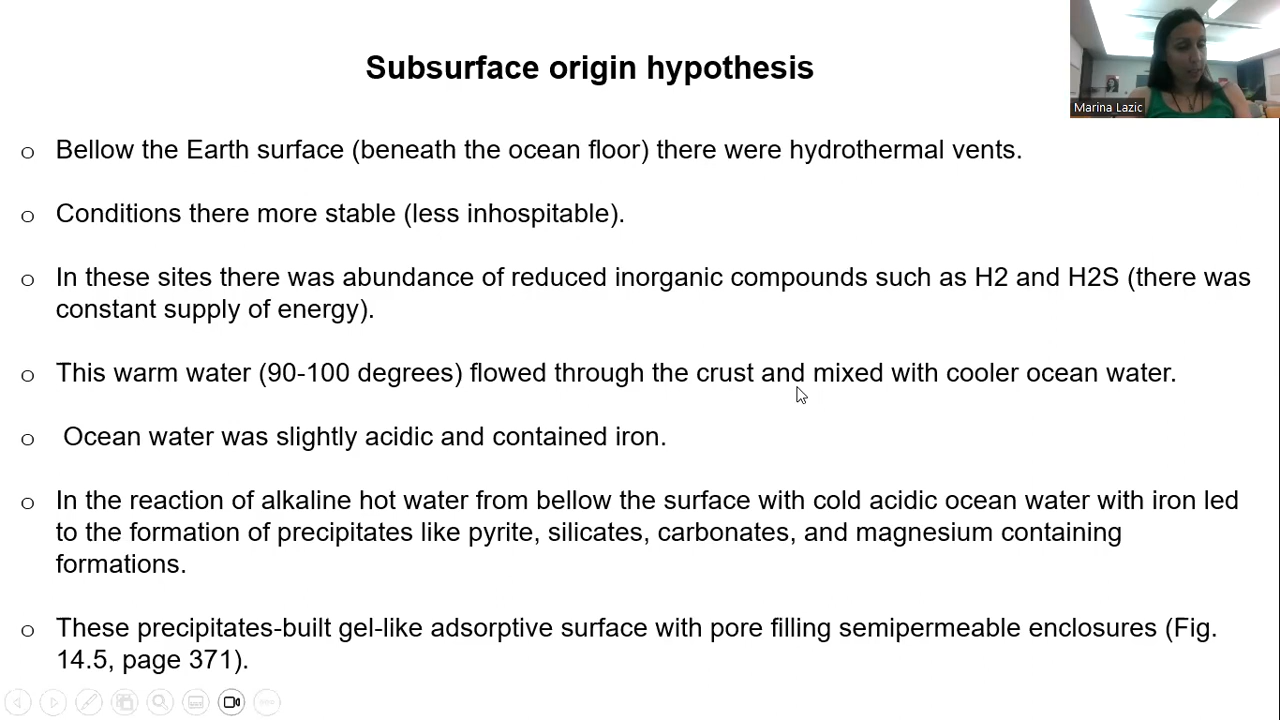 Subsurface origin hypothesis
Marina Lazic
o Bellow the Earth surface (beneath the ocean floor) there were hydrothermal vents.
o Conditions there more stable (less inhospitable).
o In these sites there was abundance of reduced inorganic compounds such as H2 and H2S (there was
constant supply of energy).
o This warm water (90-100 degrees) flowed through the crust and mixed with cooler ocean water.
o Ocean water was slightly acidic and contained iron.
o In the reaction of alkaline hot water from bellow the surface with cold acidic ocean water with iron led
to the formation of precipitates like pyrite, silicates, carbonates, and magnesium containing
formations.
o These precipitates-built gel-like adsorptive surface with pore filling semipermeable enclosures (Fig.
14.5, page 371).